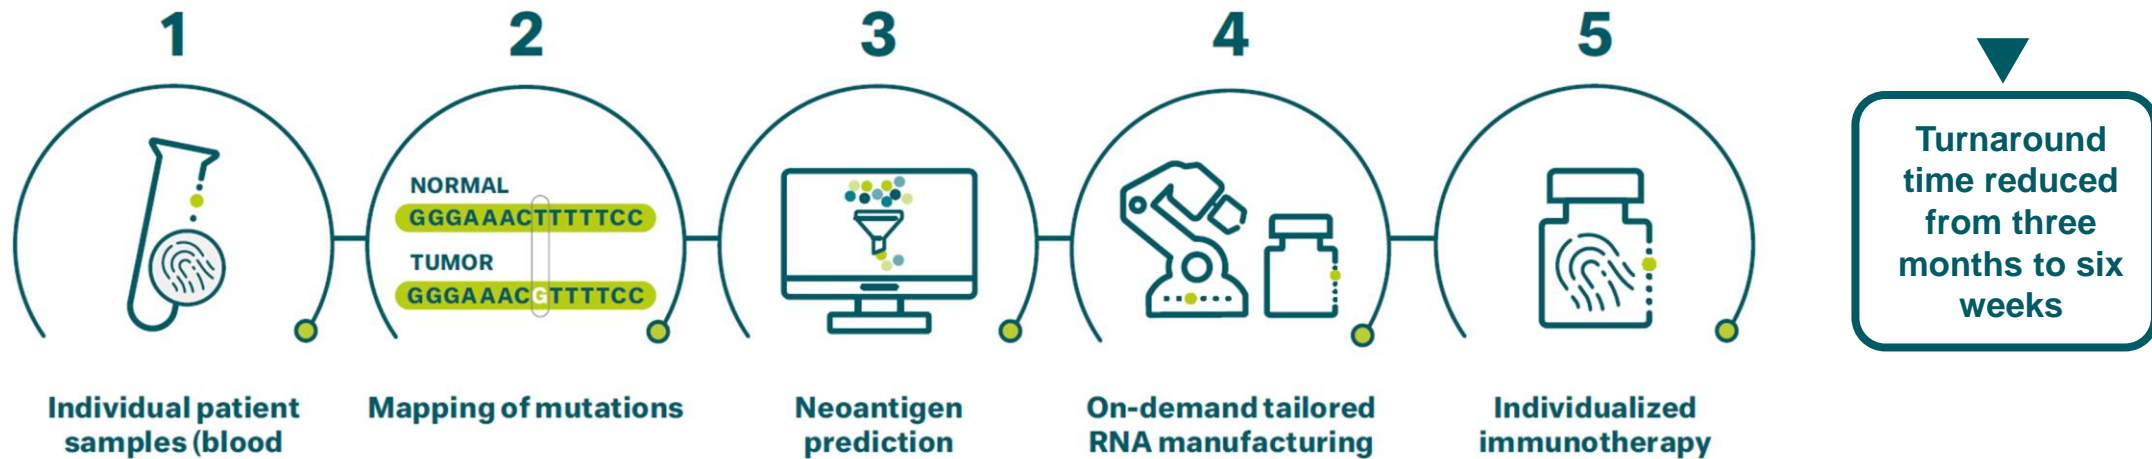 1
2
3
4
5
NORMAL
GGGAAACTTTTTCC
TUMOR
GGGAAACGTTTTCC
Individual patient
samples (blood
Mapping of mutations
Neoantigen
prediction
On-demand tailored
RNA manufacturing
Individualized
immunotherapy
Turnaround
time reduced
from three
months to six
weeks